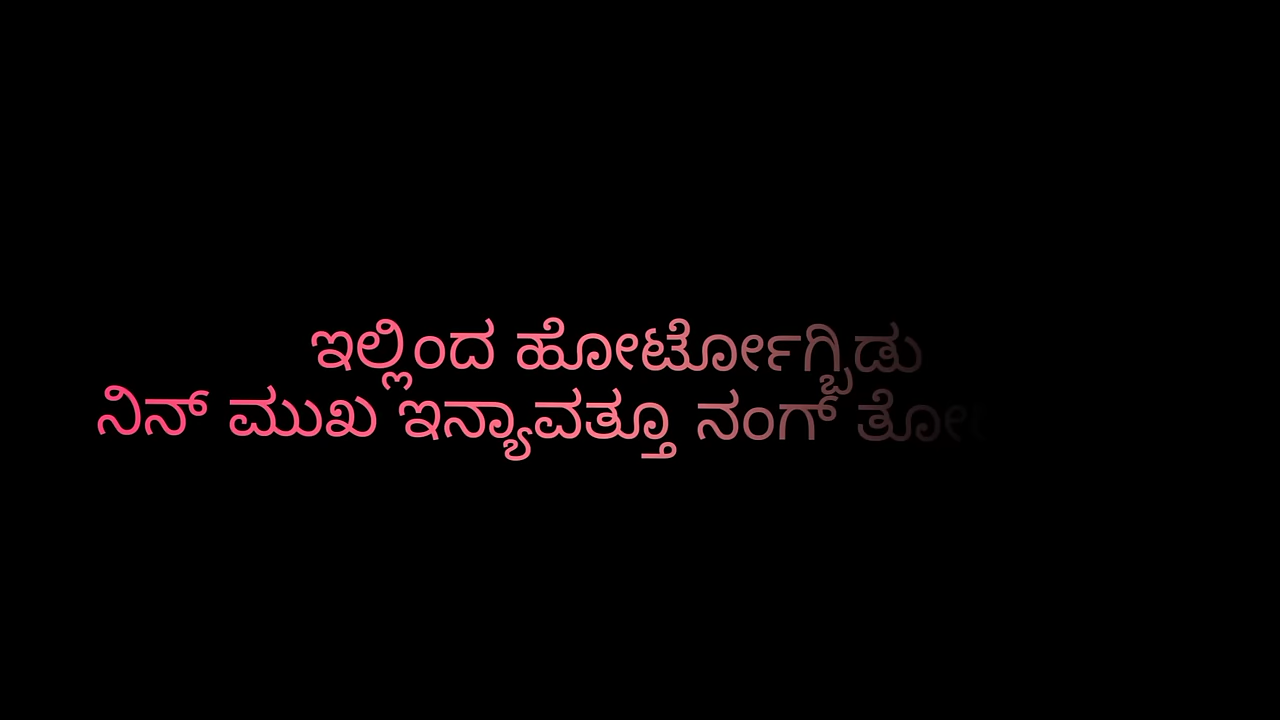 ಇಲ್ಲಿಂದ ಹೋರ್ಟೋಗ್ಬಿಡು
ನಿನ್ ಮುಖ ಇನ್ಯಾವತ್ತೂ ನಂಗ್